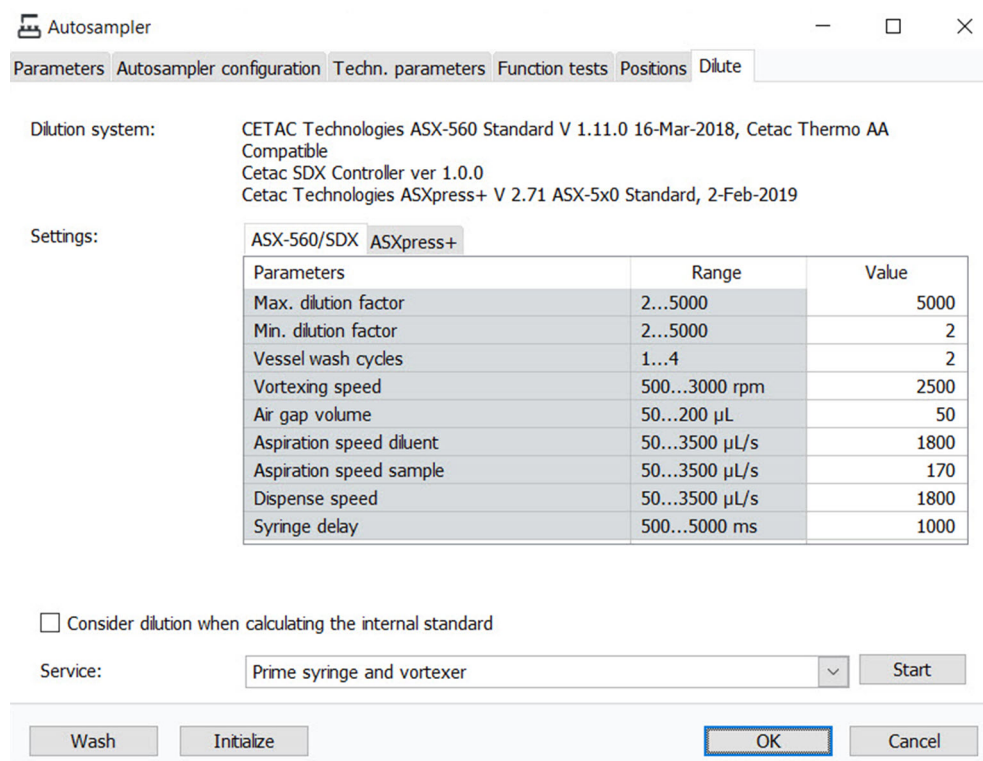 Autosampler
Parameters Autosampler configuration Techn. parameters Function tests Positions Dilute
Dilution system: CETAC Technologies ASX-560 Standard V 1.11.0 16-Mar-2018, Cetac Thermo AA
Compatible
Cetac SDX Controller ver 1.0.0
Cetac Technologies ASXpress+ V 2.71 ASX-5x0 Standard, 2-Feb-2019
Settings: ASX-560/SDX ASXpress+
Parameters Range Value
Max. dilution factor 2...5000 5000
Min. dilution factor 2...5000 2
Vessel wash cycles 1...4 2
Vortexing speed 500...3000 rpm 2500
Air gap volume 50...200 µL 50
Aspiration speed diluent 50...3500 µL/s 1800
Aspiration speed sample 50...3500 µL/s 170
Dispense speed 50...3500 µL/s 1800
Syringe delay 500...5000 ms 1000
Consider dilution when calculating the internal standard
Service: Prime syringe and vortexer Start
Wash Initialize OK Cancel